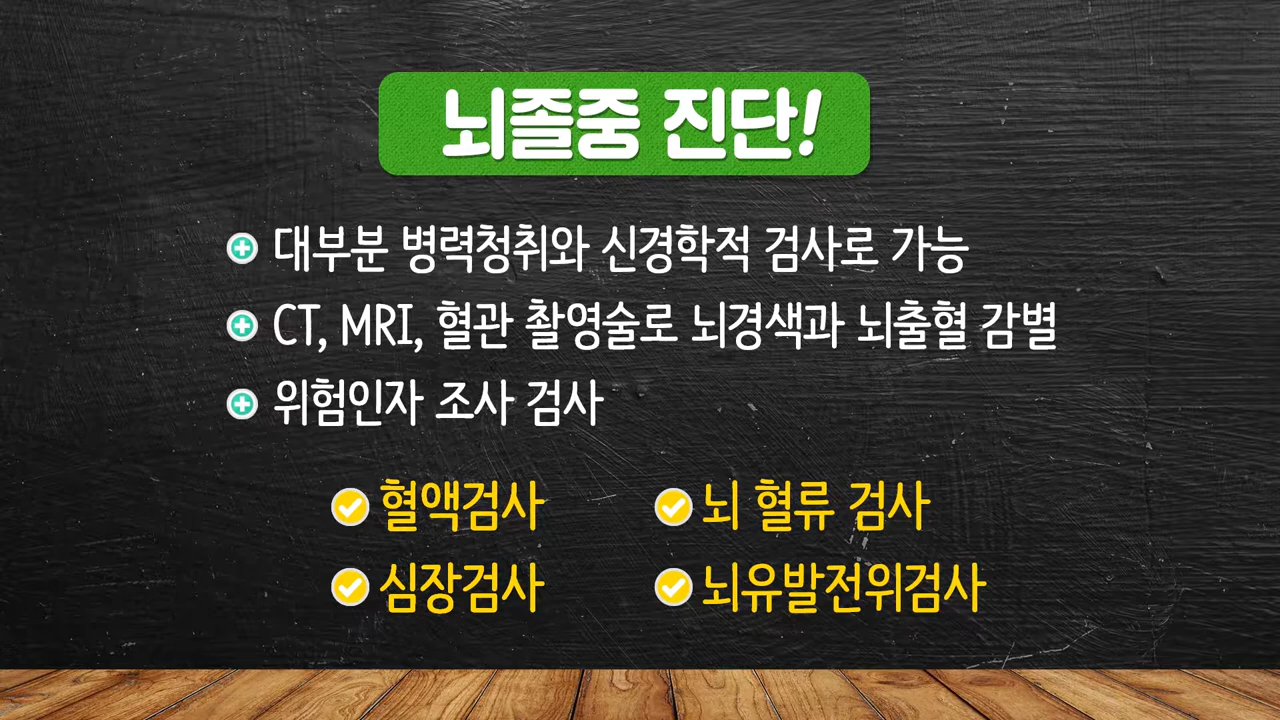 뇌졸중 진단!
대부분 병력청취와 신경학적 검사로 가능
CT, MRI, 혈관 촬영술로 뇌경색과 뇌출혈 감별
위험인자 조사 검사
혈액검사 뇌 혈류 검사
심장검사 뇌유발전위검사